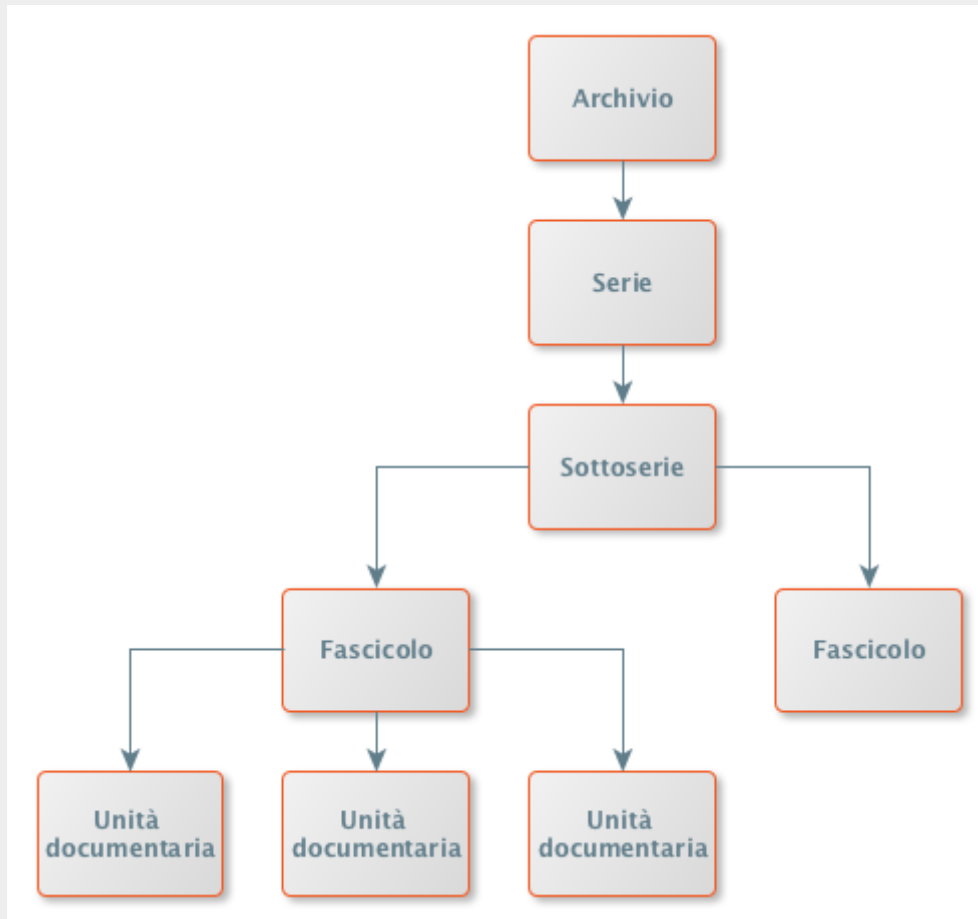 Archivio
Serie
Sottoserie
Fascicolo
Fascicolo
Unità
documentaria
Unità
documentaria
Unità
documentaria